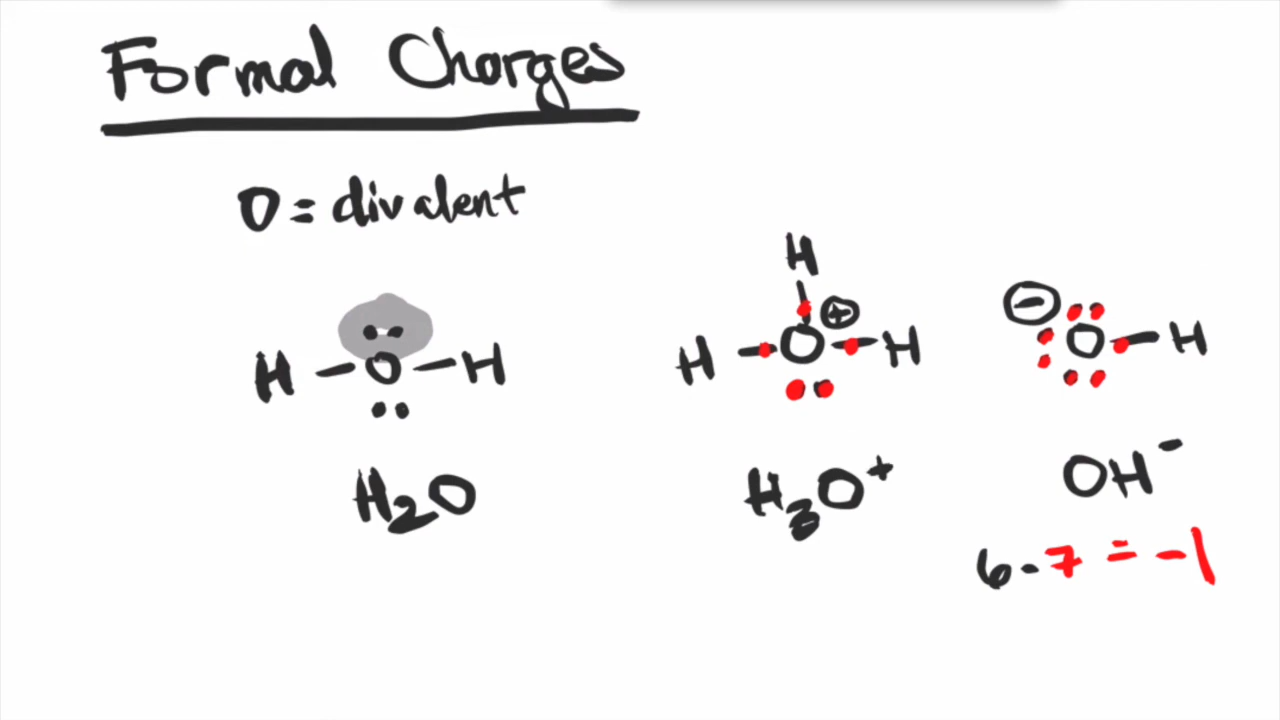 Formal Charges
O = divalent
H - O - H
H
H - O - H
⊕
⊖
O - H
H₂O
H₃O⁺
OH⁻
6 - 7 = -1